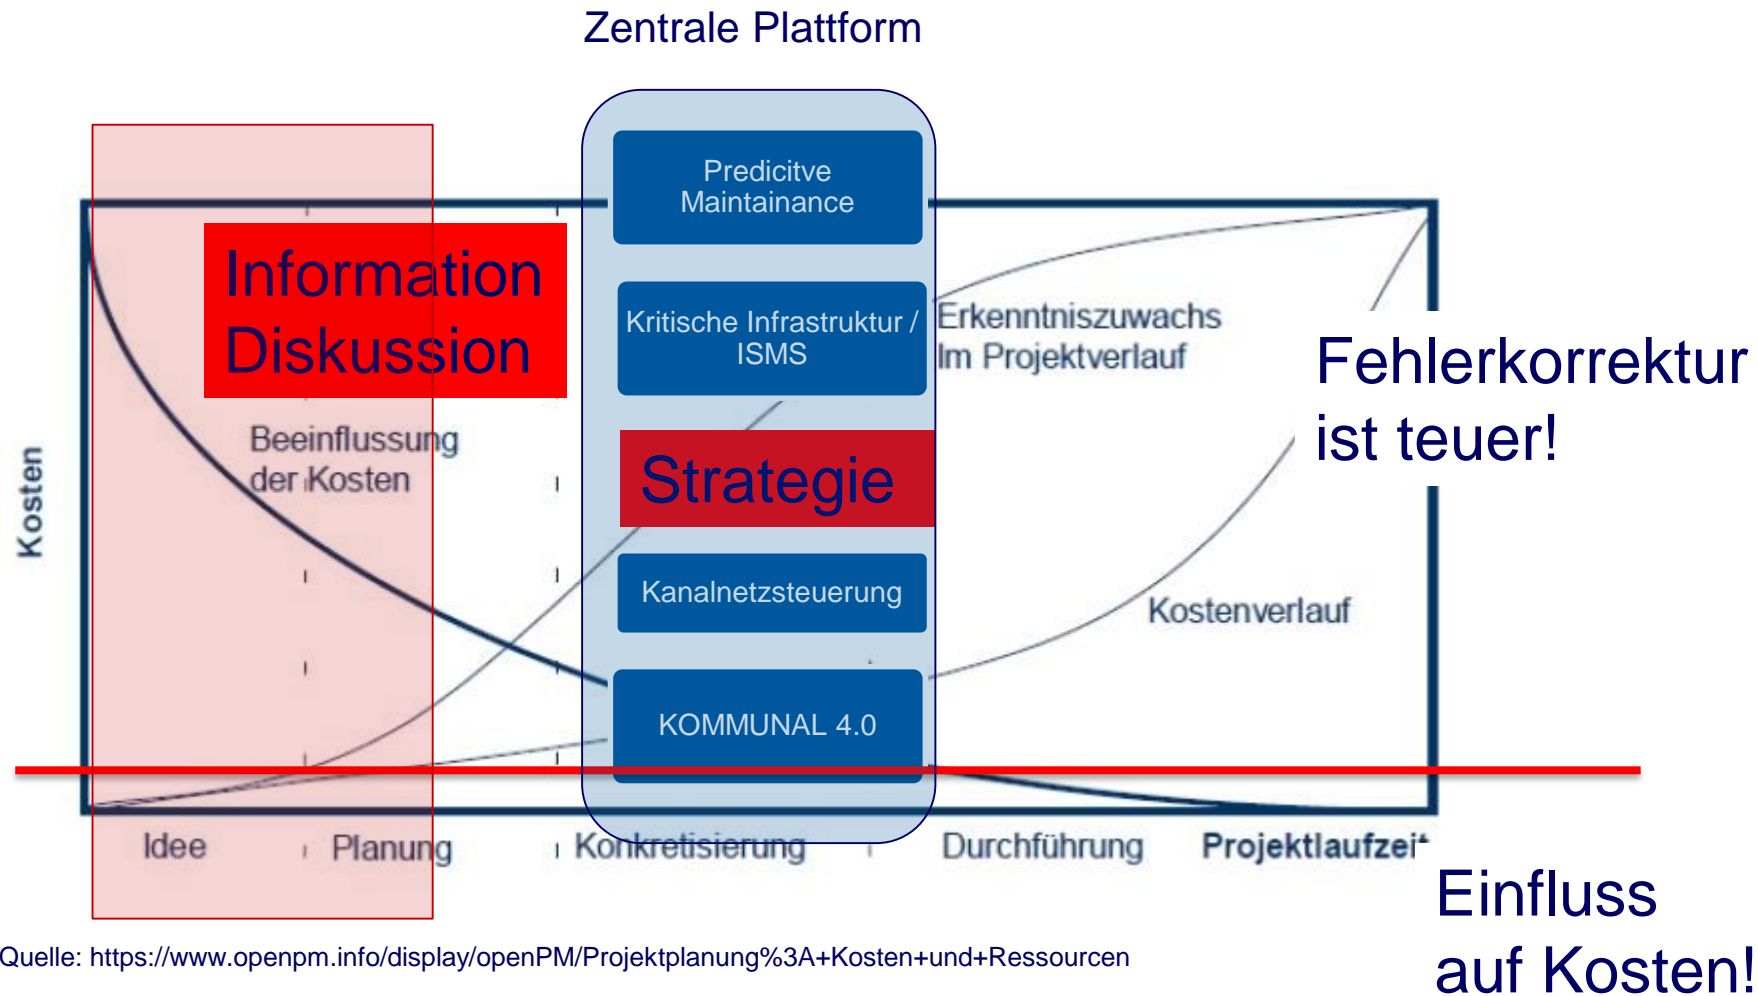 Zentrale Plattform
Predicitve
Maintainance
Information
Diskussion
Kritische Infrastruktur /
ISMS
Erkenntniszuwachs
Im Projektverlauf
Fehlerkorrektur
ist teuer!
Beeinflussung
der Kosten
Strategie
Kosten
Kanalnetzsteuerung
Kostenverlauf
KOMMUNAL 4.0
Idee
Planung
Konkretisierung
Durchführung
Projektlaufzeit
Einfluss
auf Kosten!
Quelle: https://www.openpm.info/display/openPM/Projektplanung%3A+Kosten+und+Ressourcen